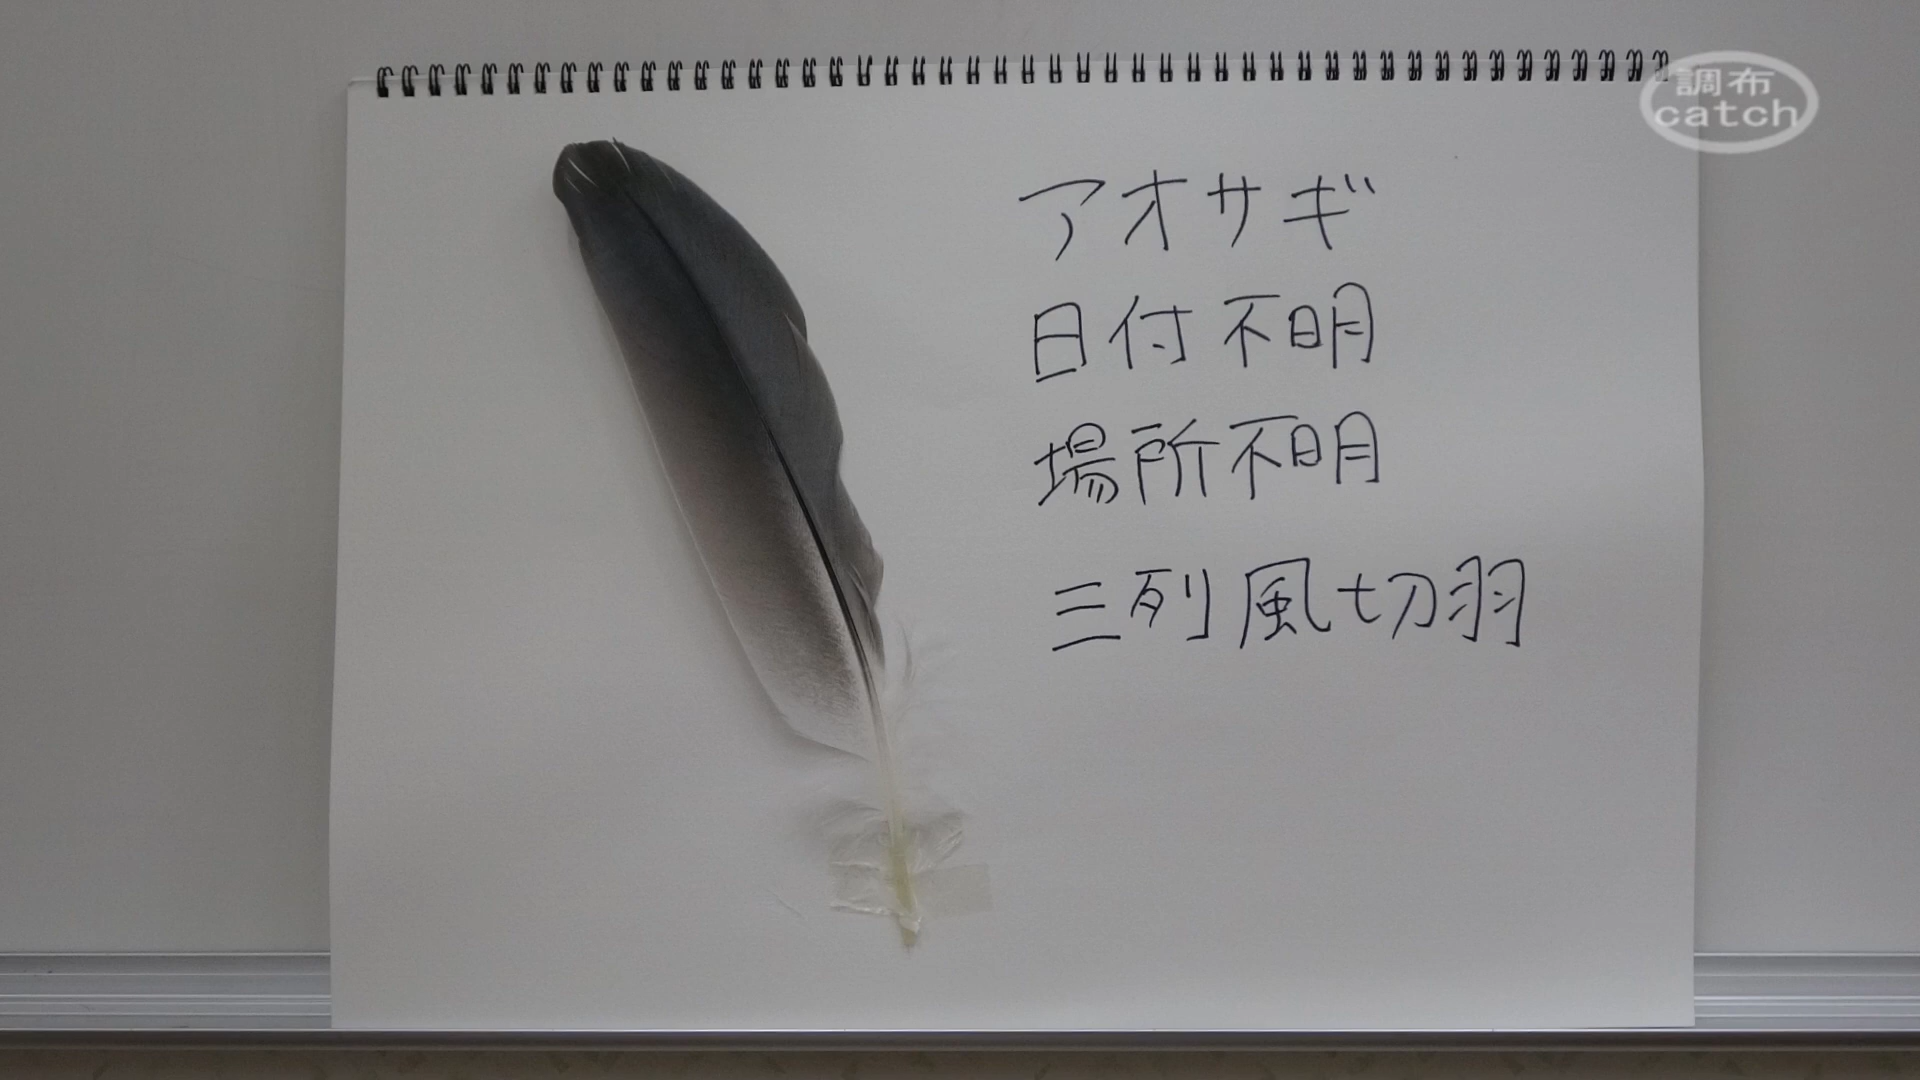 調布
catch
アオサギ
日付不明
場所不明
三列風切羽